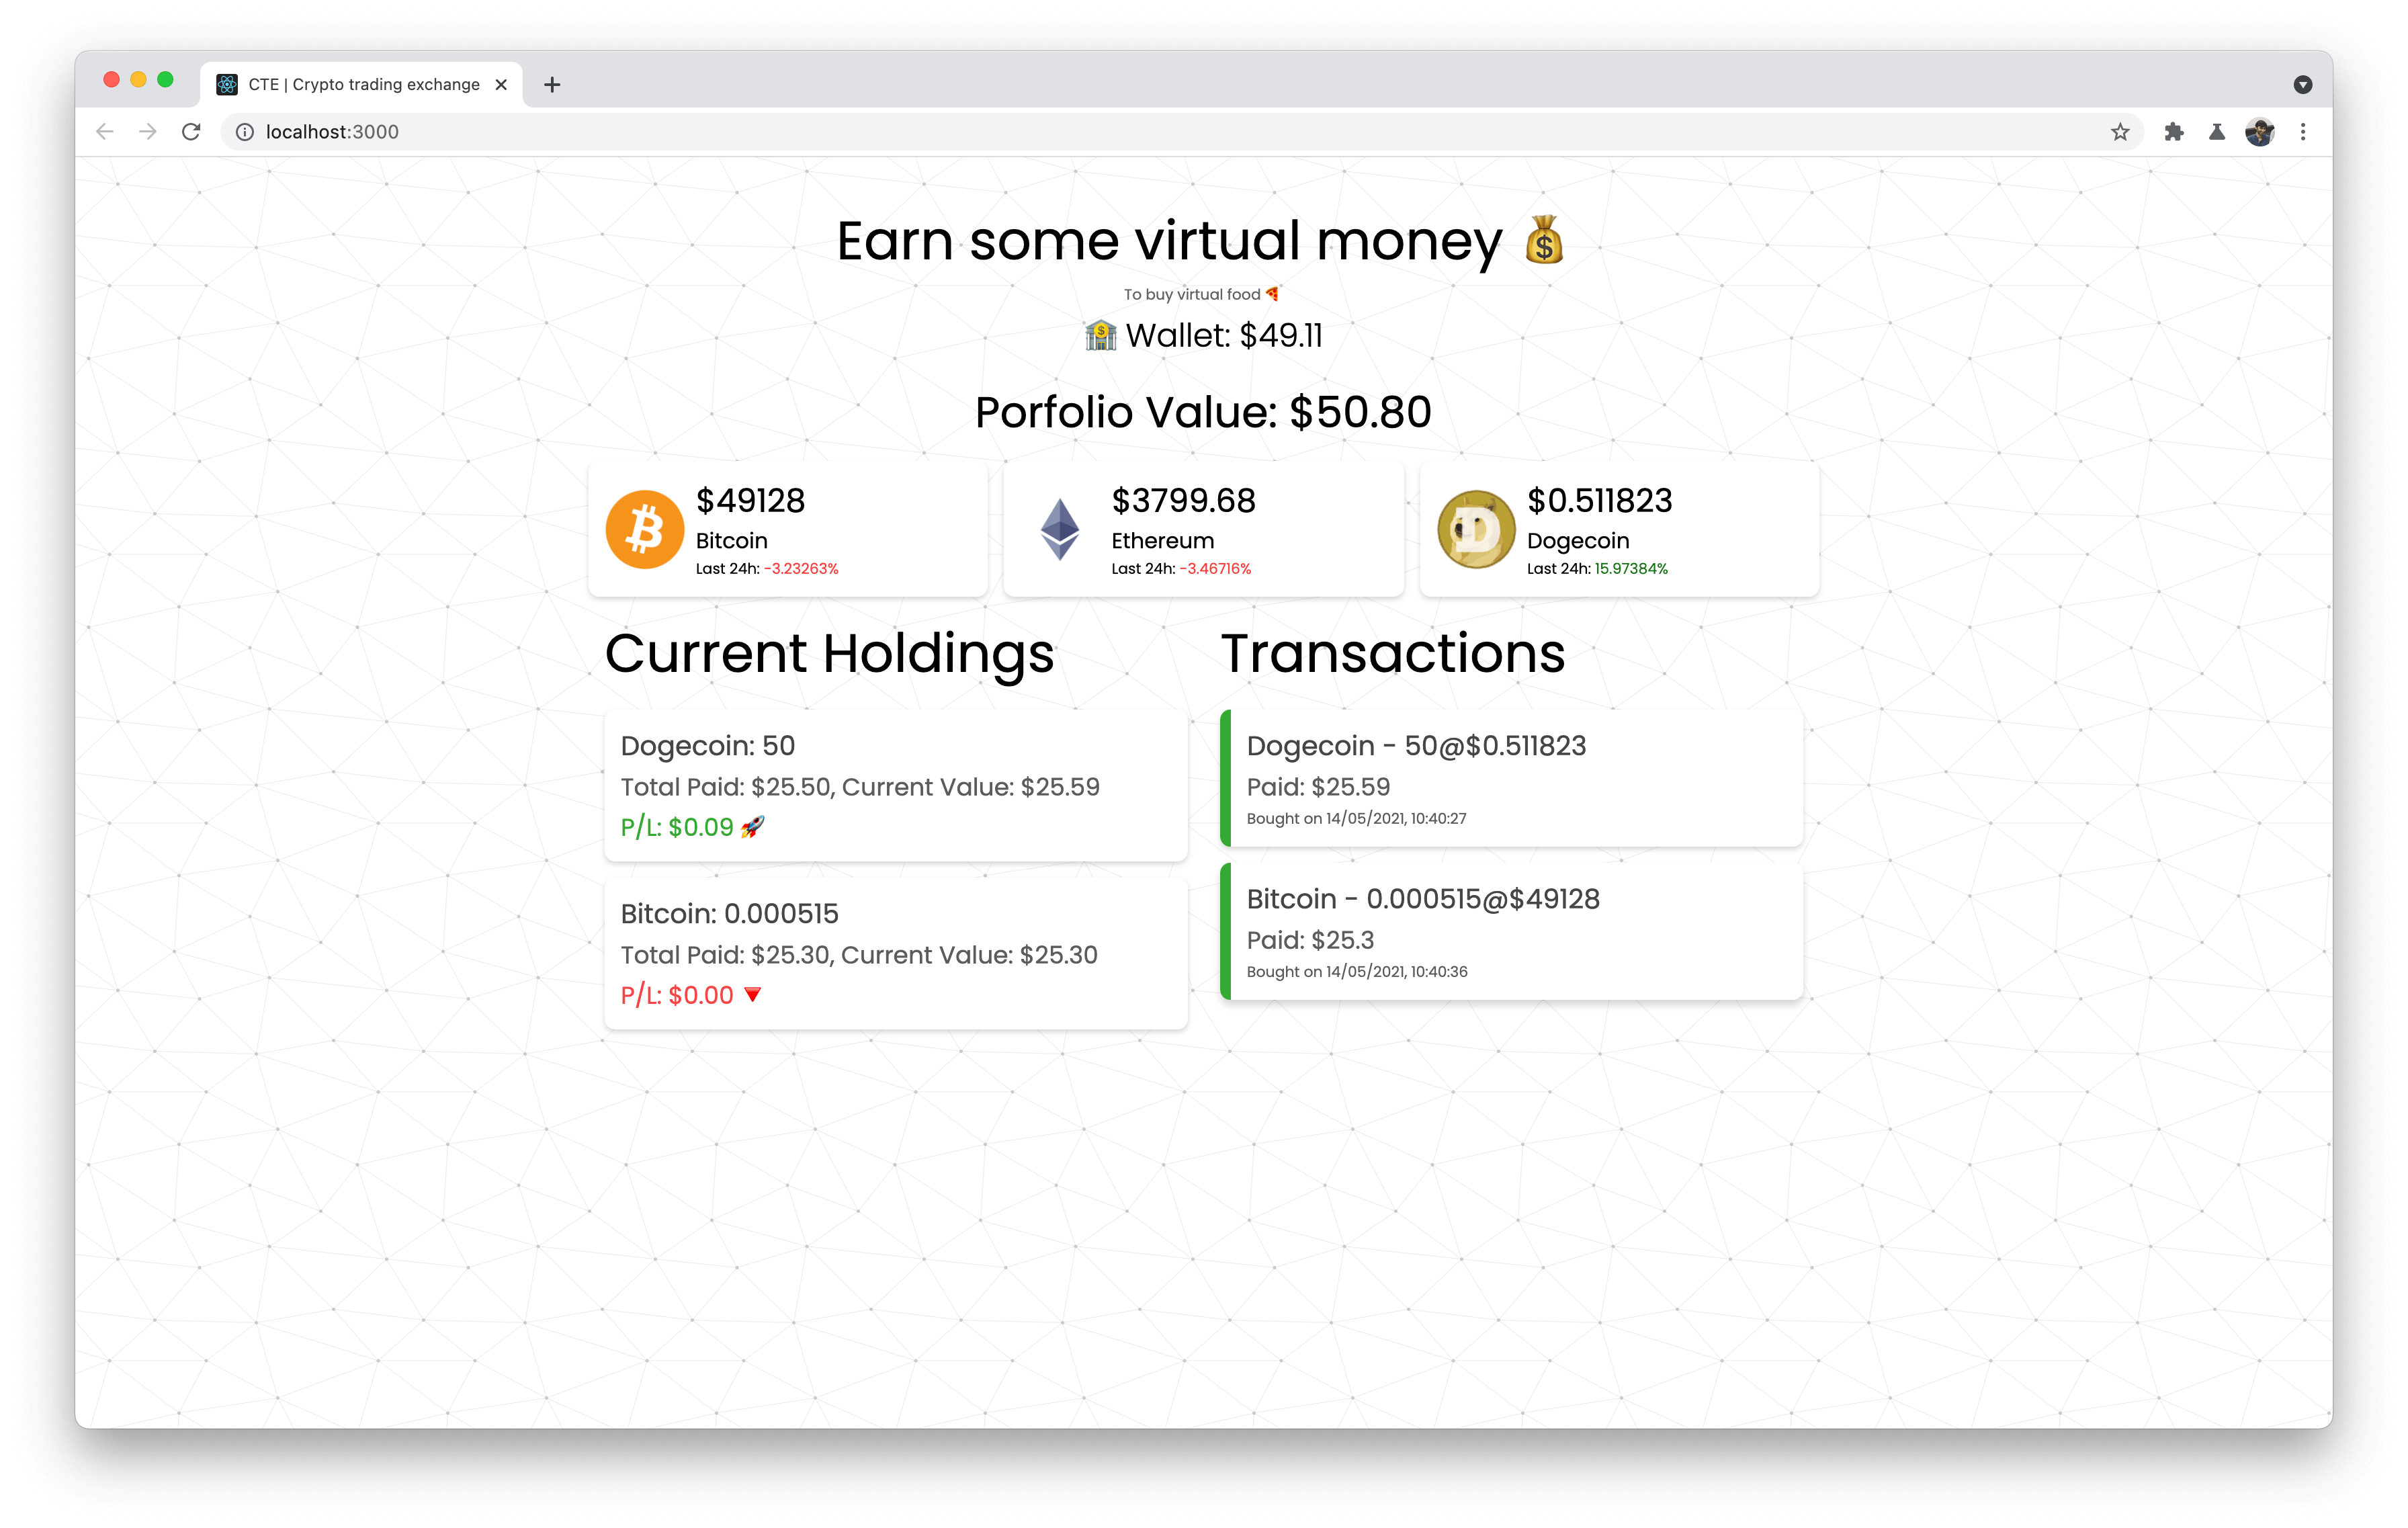 CTE | Crypto trading exchange
localhost:3000
Earn some virtual money 💰
To buy virtual food 🍕
🏦 Wallet: $49.11
Porfolio Value: $50.80
$49128
Bitcoin
Last 24h: -3.23263%
$3799.68
Ethereum
Last 24h: -3.46716%
$0.511823
Dogecoin
Last 24h: 15.97384%
Current Holdings
Dogecoin: 50
Total Paid: $25.50, Current Value: $25.59
P/L: $0.09 🚀
Bitcoin: 0.000515
Total Paid: $25.30, Current Value: $25.30
P/L: $0.00 🔻
Transactions
Dogecoin - 50@$0.511823
Paid: $25.59
Bought on 14/05/2021, 10:40:27
Bitcoin - 0.000515@$49128
Paid: $25.3
Bought on 14/05/2021, 10:40:36